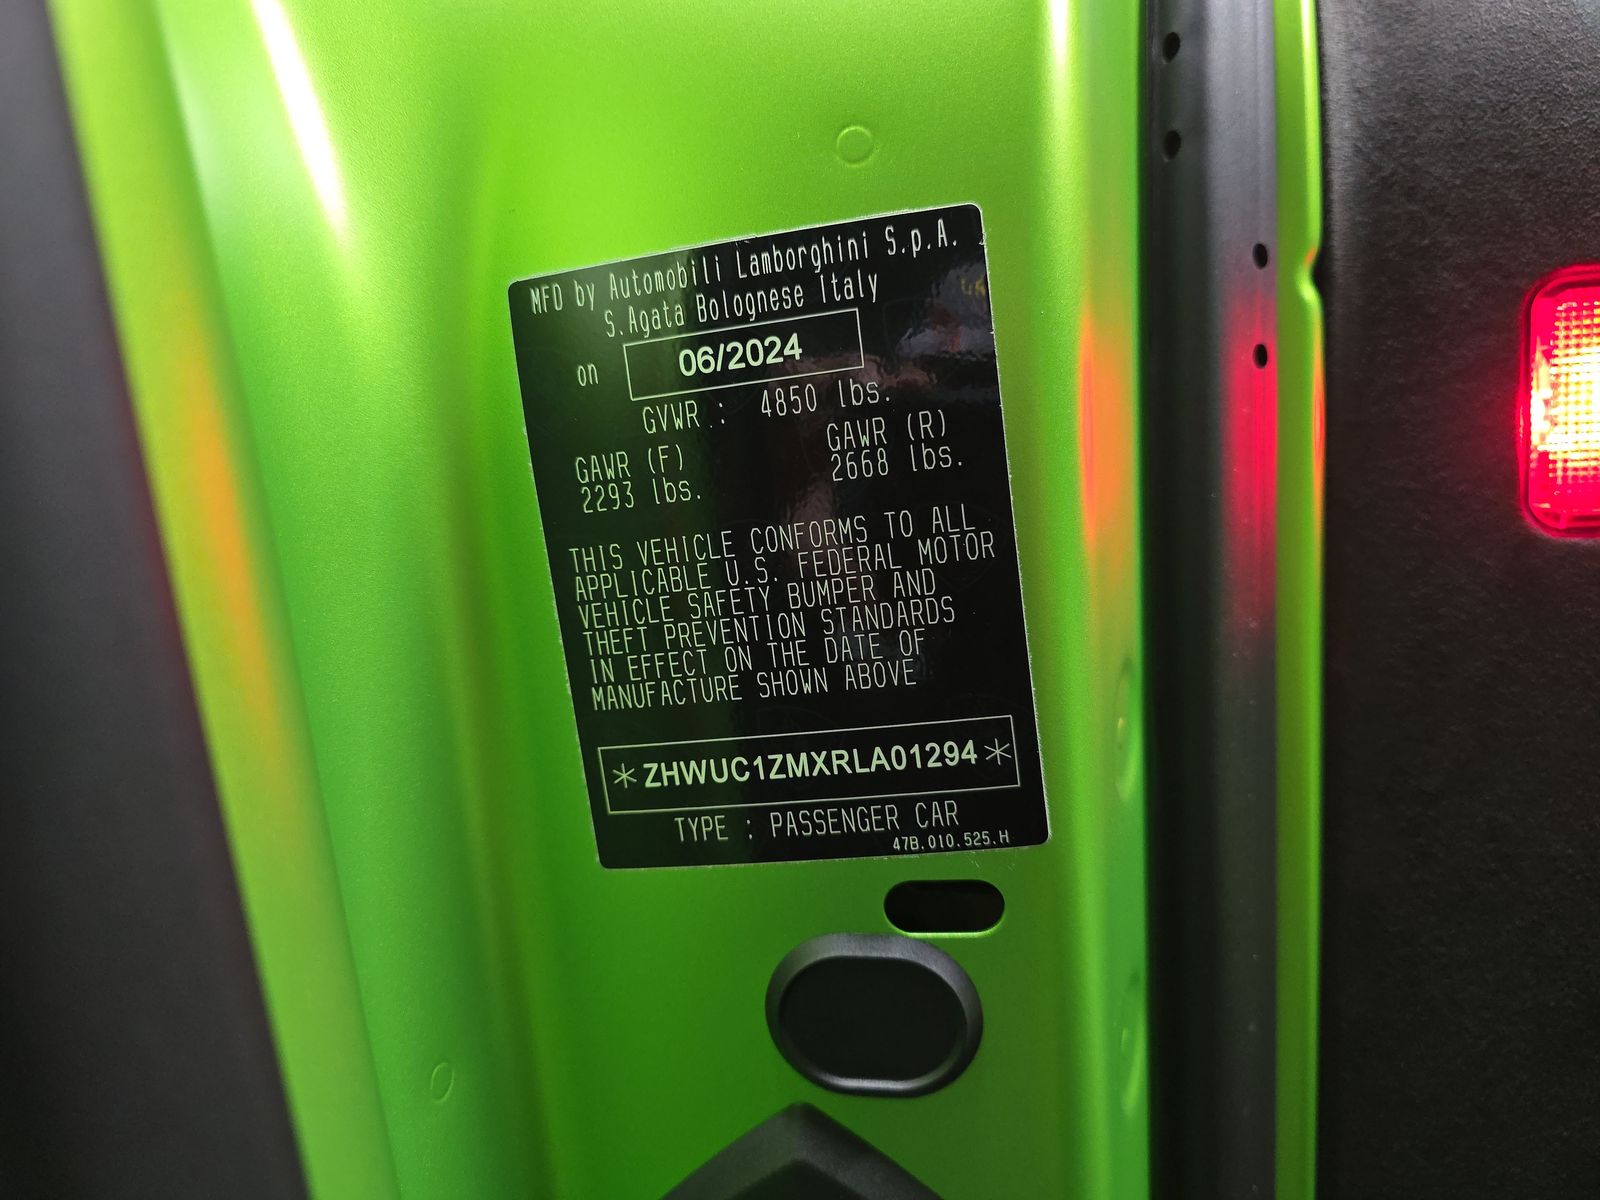 MFD by Automobili Lamborghini S.p.A.
S.Agata Bolognese Italy
on 06/2024
GVWR : 4850 lbs.
GAWR (F) GAWR (R)
2293 lbs. 2668 lbs.
THIS VEHICLE CONFORMS TO ALL
APPLICABLE U.S. FEDERAL MOTOR
VEHICLE SAFETY BUMPER AND
THEFT PREVENTION STANDARDS
IN EFFECT ON THE DATE OF
MANUFACTURE SHOWN ABOVE
*ZHWUC1ZMXRLA01294*
TYPE : PASSENGER CAR
47B.010.525.H